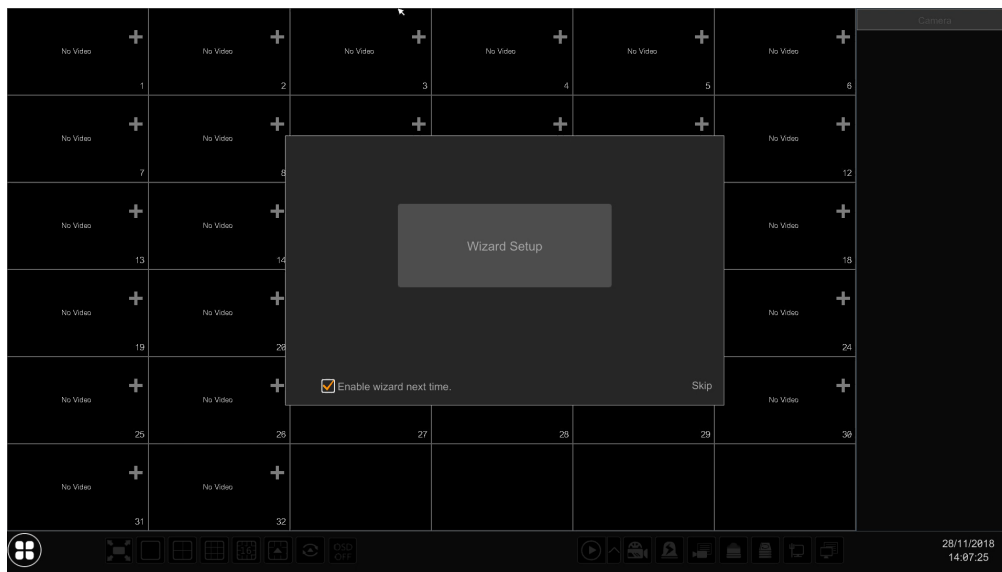 Camera
No Video No Video No Video No Video No Video No Video
1 2 3 4 5 6
No Video No Video No Video
7 8 12
No Video No Video
13 14 18
Wizard Setup
No Video No Video No Video
19 20 24
Enable wizard next time. Skip
No Video No Video No Video
25 26 27 28 29 30
No Video No Video
31 32
16 OSD OFF
28/11/2018
14:07:25